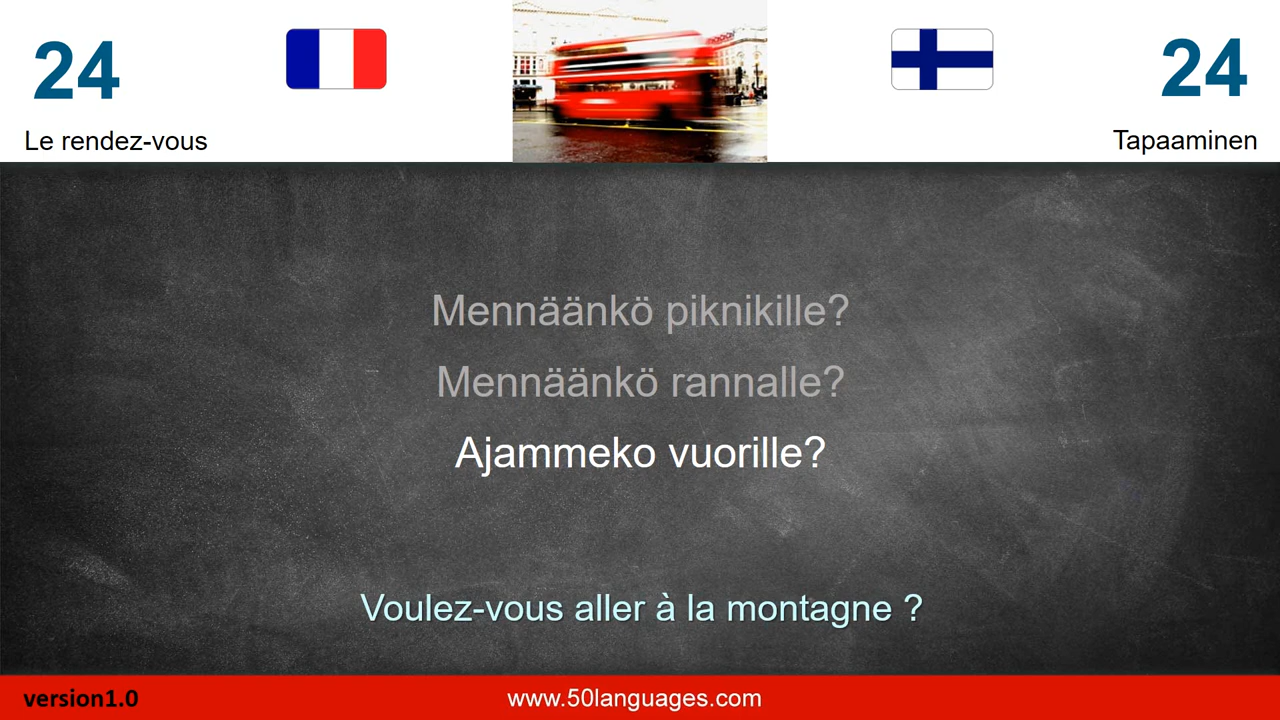 24
24
Le rendez-vous
Tapaaminen
Mennäänkö piknikille?
Mennäänkö rannalle?
Ajammeko vuorille?
Voulez-vous aller à la montagne ?
version1.0
www.50languages.com